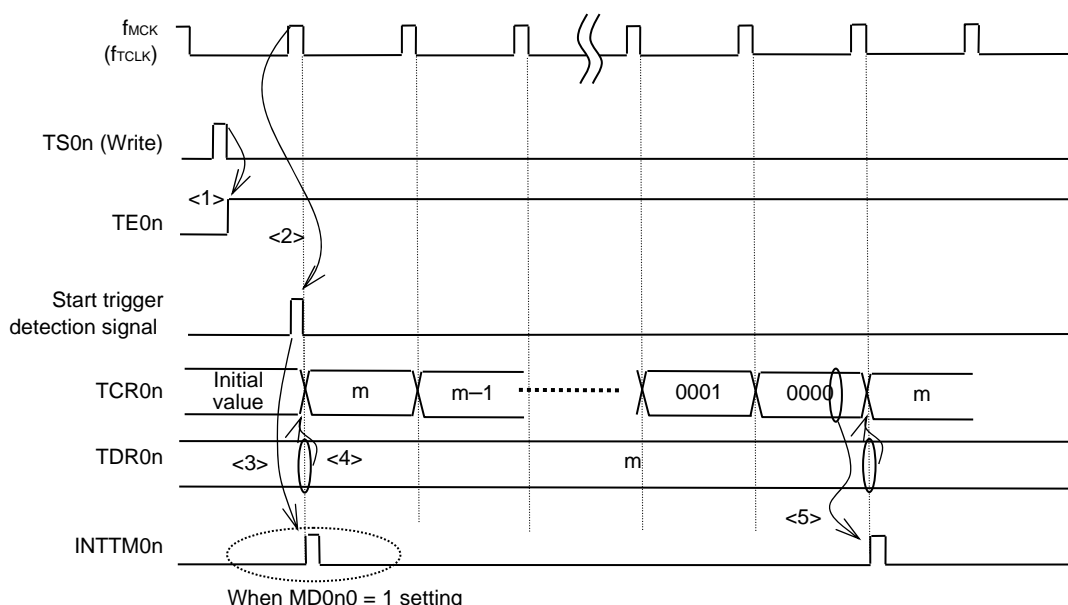 fMCK
(fTCLK)
TS0n (Write)
<1>
TE0n
<2>
Start trigger
detection signal
TCR0n
Initial
value
m
m–1
0001
0000
m
TDR0n
<3>
<4>
m
<5>
INTTM0n
When MD0n0 = 1 setting